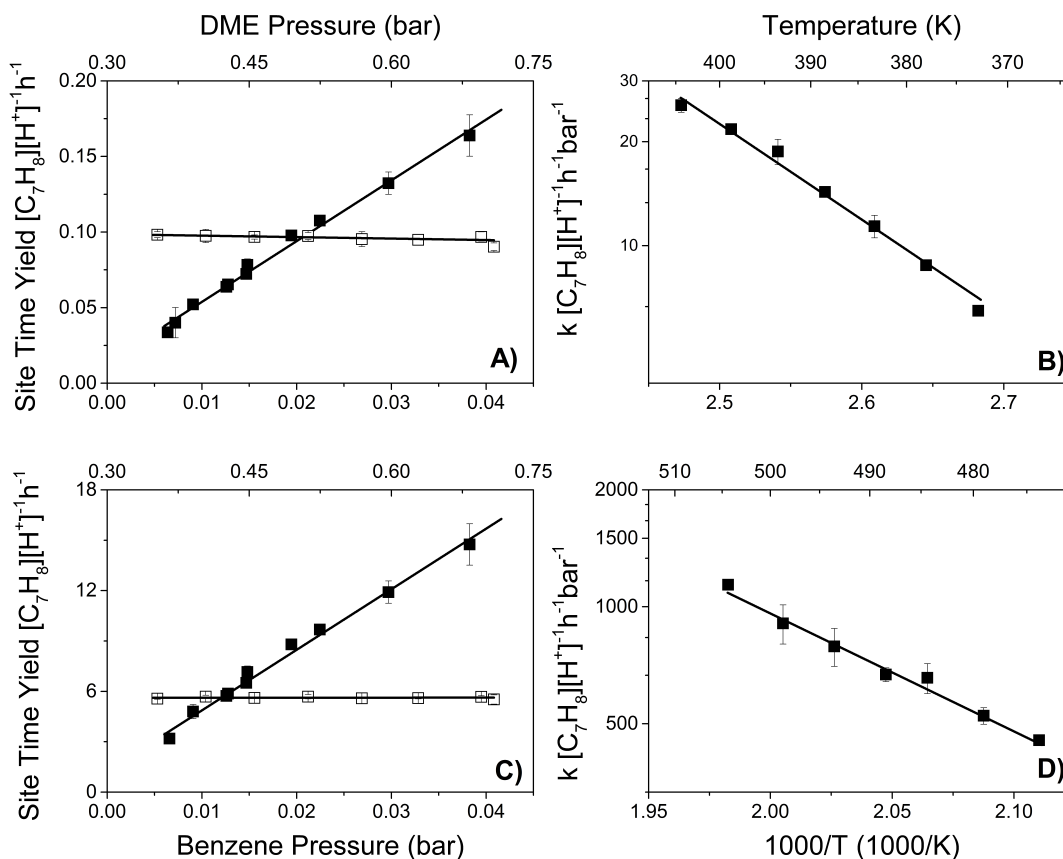 DME Pressure (bar)
0.30 0.45 0.60 0.75
0.20
0.15
0.10
0.05
0.00
Site Time Yield [C₇H₈][H⁺]⁻¹h⁻¹
A)
0.00 0.01 0.02 0.03 0.04
Temperature (K)
400 390 380 370
30
20
10
k [C₇H₈][H⁺]⁻¹h⁻¹bar⁻¹
B)
2.5 2.6 2.7
0.30 0.45 0.60 0.75
18
12
6
0
Site Time Yield [C₇H₈][H⁺]⁻¹h⁻¹
C)
0.00 0.01 0.02 0.03 0.04
Benzene Pressure (bar)
510 500 490 480
2000
1500
1000
500
k [C₇H₈][H⁺]⁻¹h⁻¹bar⁻¹
D)
1.95 2.00 2.05 2.10
1000/T (1000/K)